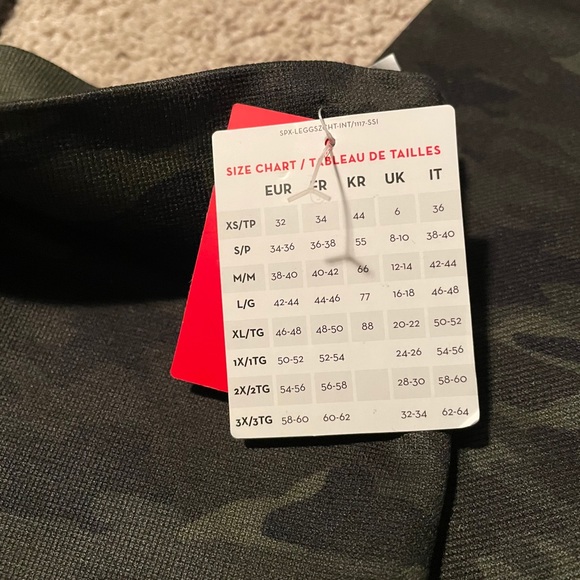 SPX-LEGGSZCHT-INT/1117-SSI
SIZE CHART / TABLEAU DE TAILLES
EUR FR KR UK IT
XS/TP 32 34 44 6 36
S/P 34-36 36-38 55 8-10 38-40
M/M 38-40 40-42 66 12-14 42-44
L/G 42-44 44-46 77 16-18 46-48
XL/TG 46-48 48-50 88 20-22 50-52
1X/1TG 50-52 52-54 24-26 54-56
2X/2TG 54-56 56-58 28-30 58-60
3X/3TG 58-60 60-62 32-34 62-64